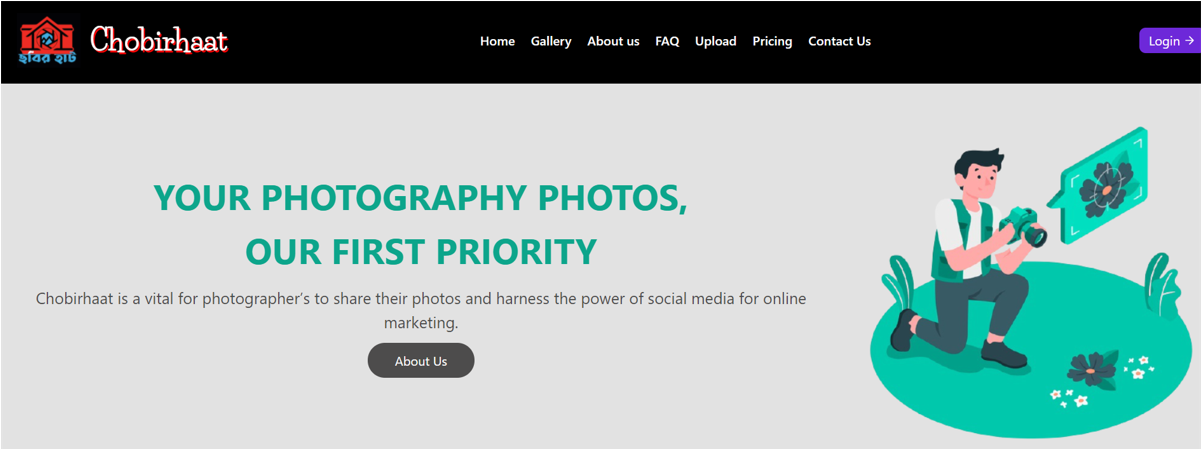 ছবির হাট
Chobirhaat
Home Gallery About us FAQ Upload Pricing Contact Us
Login →
YOUR PHOTOGRAPHY PHOTOS,
OUR FIRST PRIORITY
Chobirhaat is a vital for photographer's to share their photos and harness the power of social media for online
marketing.
About Us